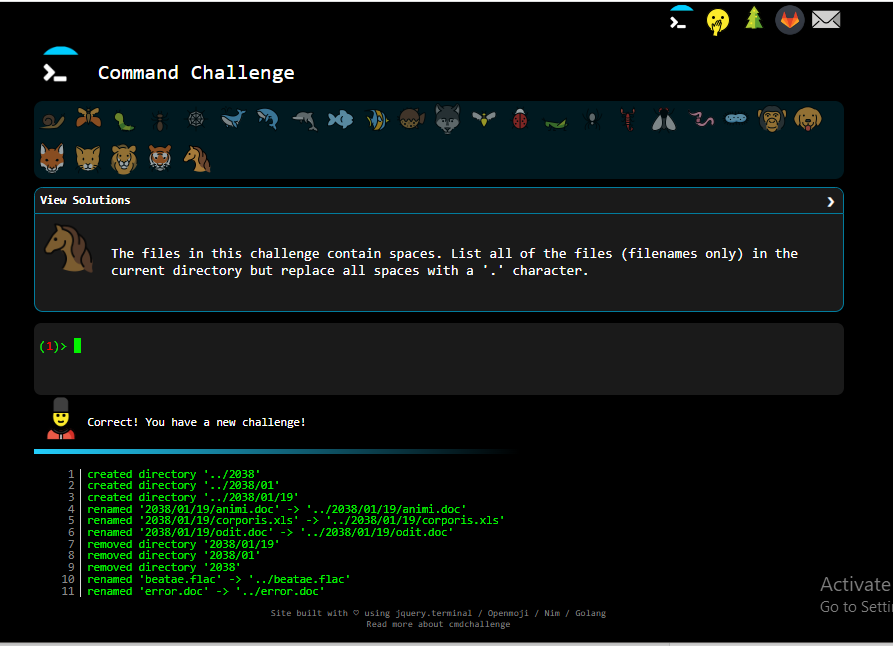 Command Challenge
View Solutions
The files in this challenge contain spaces. List all of the files (filenames only) in the
current directory but replace all spaces with a '.' character.
(1)>
Correct! You have a new challenge!
1 created directory '../2038'
2 created directory '../2038/01'
3 created directory '../2038/01/19'
4 renamed '2038/01/19/animi.doc' -> '../2038/01/19/animi.doc'
5 renamed '2038/01/19/corporis.xls' -> '../2038/01/19/corporis.xls'
6 renamed '2038/01/19/odit.doc' -> '../2038/01/19/odit.doc'
7 removed directory '2038/01/19'
8 removed directory '2038/01'
9 removed directory '2038'
10 renamed 'beatae.flac' -> '../beatae.flac'
11 renamed 'error.doc' -> '../error.doc'
Activate
Go to Setti
Site built with ♡ using jquery.terminal / Openmoji / Nim / Golang
Read more about cmdchallenge